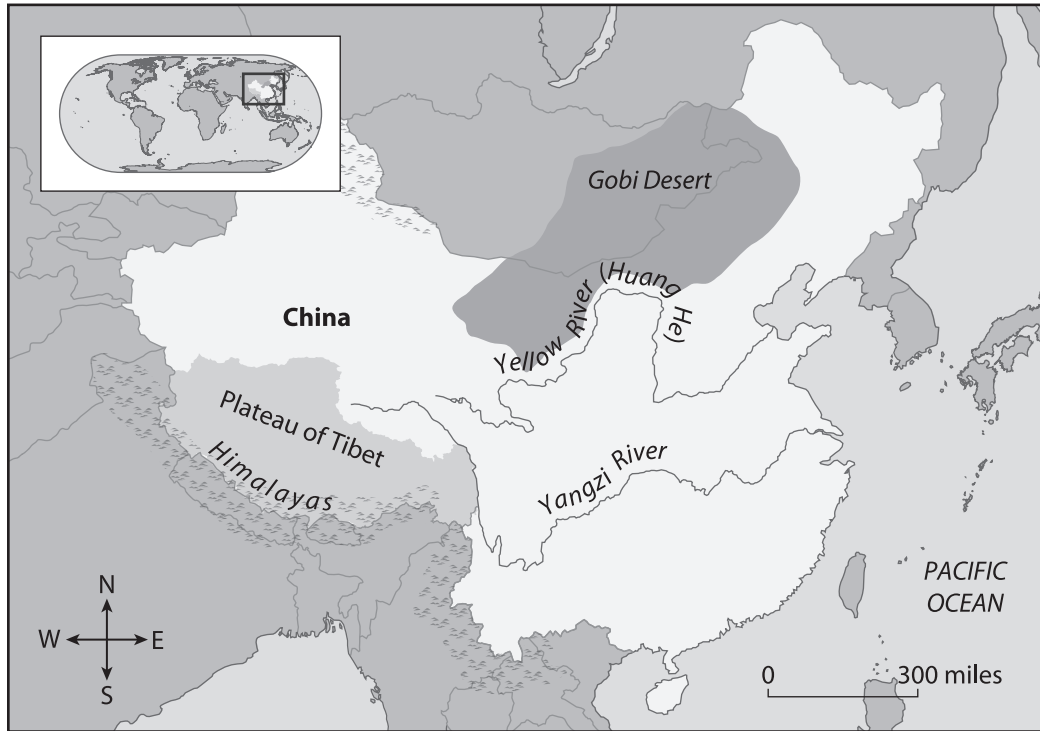 Gobi Desert
Yellow River (Huang He)
China
Plateau of Tibet
Himalayas
Yangzi River
PACIFIC
OCEAN
N
W E
S
0 300 miles